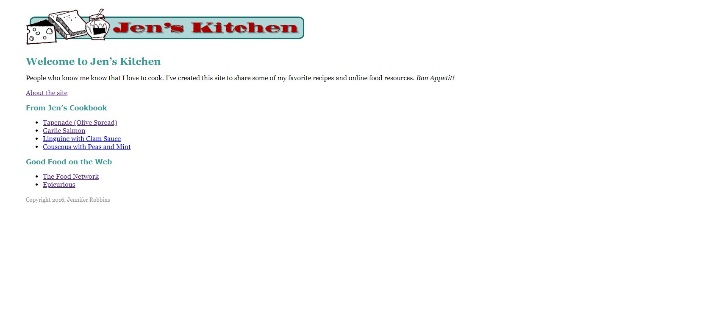 Jen's Kitchen
Welcome to Jen's Kitchen
People who know me know that I love to cook. I've created this site to share some of my favorite recipes and online food resources. Bon Appetit!
About the site
From Jen's Cookbook
Tapenade (Olive Spread)
Garlic Salmon
Linguine with Clam Sauce
Couscous with Peas and Mint
Good Food on the Web
The Food Network
Epicurious
Copyright 2026, Jennifer Robbins